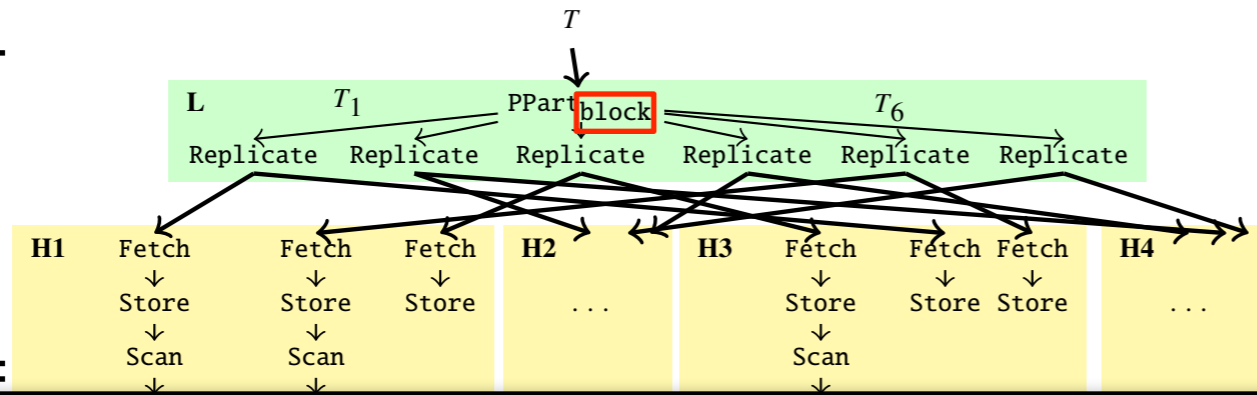 T
L T1 PPart block T6
Replicate Replicate Replicate Replicate Replicate Replicate
H1 Fetch Fetch Fetch H2 H3 Fetch Fetch Fetch H4
Store Store Store ... Store Store Store ...
Scan Scan Scan